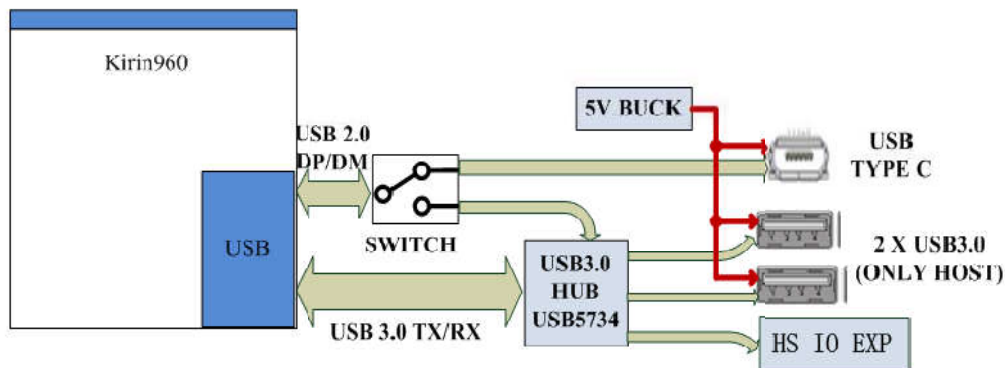 Kirin960
5V BUCK
USB 2.0
DP/DM
USB
TYPE C
SWITCH
USB
2 X USB3.0
(ONLY HOST)
USB3.0
HUB
USB5734
USB 3.0 TX/RX
HS IO EXP